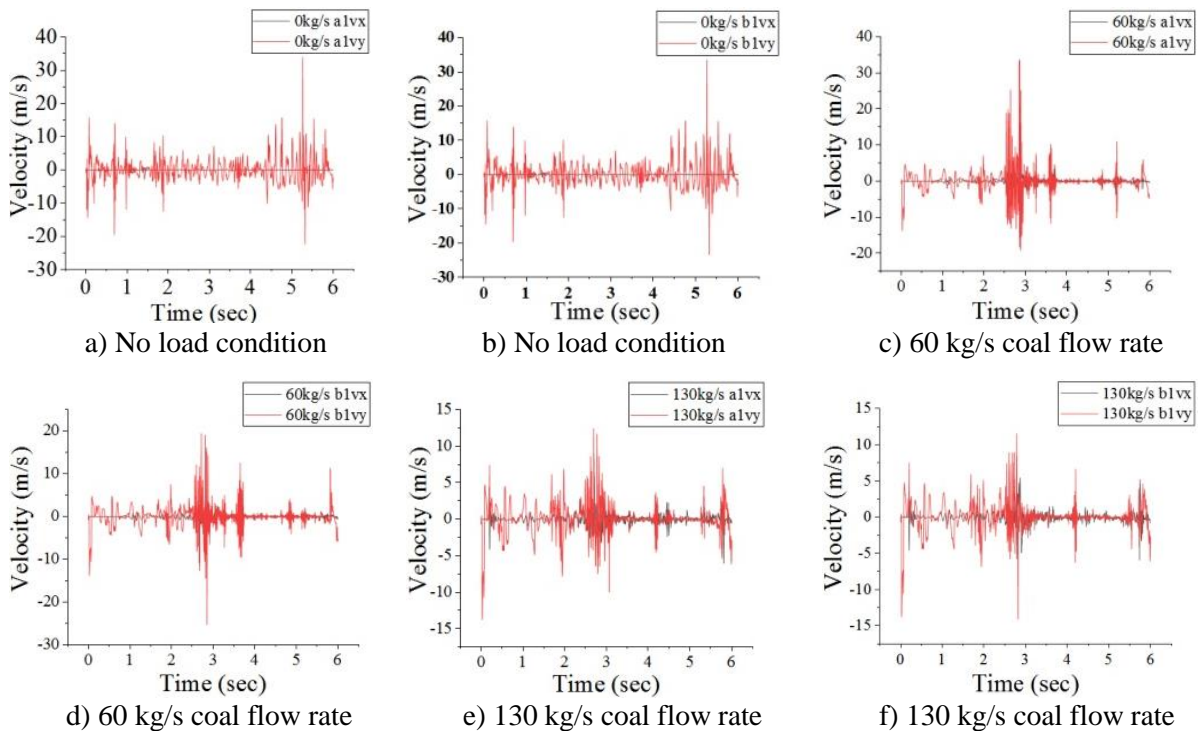 0kg/s a1vx
0kg/s a1vy
40
30
20
10
0
-10
-20
-30
Velocity (m/s)
0 1 2 3 4 5 6
Time (sec)
a) No load condition
0kg/s b1vx
0kg/s b1vy
40
30
20
10
0
-10
-20
-30
Velocity (m/s)
0 1 2 3 4 5 6
Time (sec)
b) No load condition
60kg/s a1vx
60kg/s a1vy
40
30
20
10
0
-10
-20
Velocity (m/s)
0 1 2 3 4 5 6
Time (sec)
c) 60 kg/s coal flow rate
60kg/s b1vx
60kg/s b1vy
20
10
0
-10
-20
-30
Velocity (m/s)
0 1 2 3 4 5 6
Time (sec)
d) 60 kg/s coal flow rate
130kg/s a1vx
130kg/s a1vy
15
10
5
0
-5
-10
-15
Velocity (m/s)
0 1 2 3 4 5 6
Time (sec)
e) 130 kg/s coal flow rate
130kg/s b1vx
130kg/s b1vy
15
10
5
0
-5
-10
-15
Velocity (m/s)
0 1 2 3 4 5 6
Time (sec)
f) 130 kg/s coal flow rate